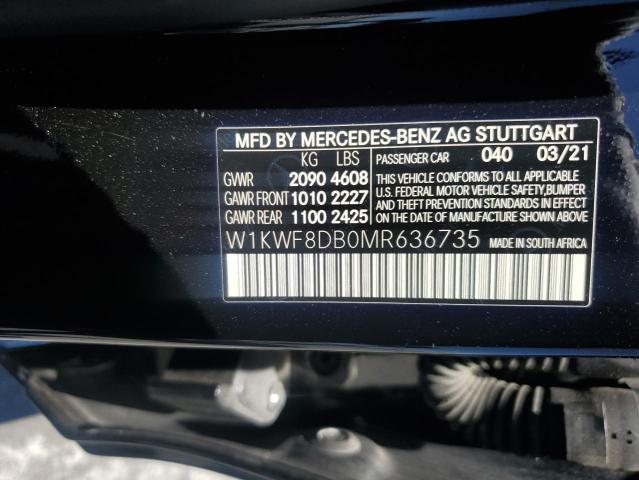 MFD BY MERCEDES-BENZ AG STUTTGART
KG LBS PASSENGER CAR 040 03/21
GVWR 2090 4608
GAWR FRONT 1010 2227
GAWR REAR 1100 2425
THIS VEHICLE CONFORMS TO ALL APPLICABLE
U.S. FEDERAL MOTOR VEHICLE SAFETY, BUMPER
AND THEFT PREVENTION STANDARDS IN EFFECT
ON THE DATE OF MANUFACTURE SHOWN ABOVE.
W1KWF8DB0MR636735 MADE IN SOUTH AFRICA